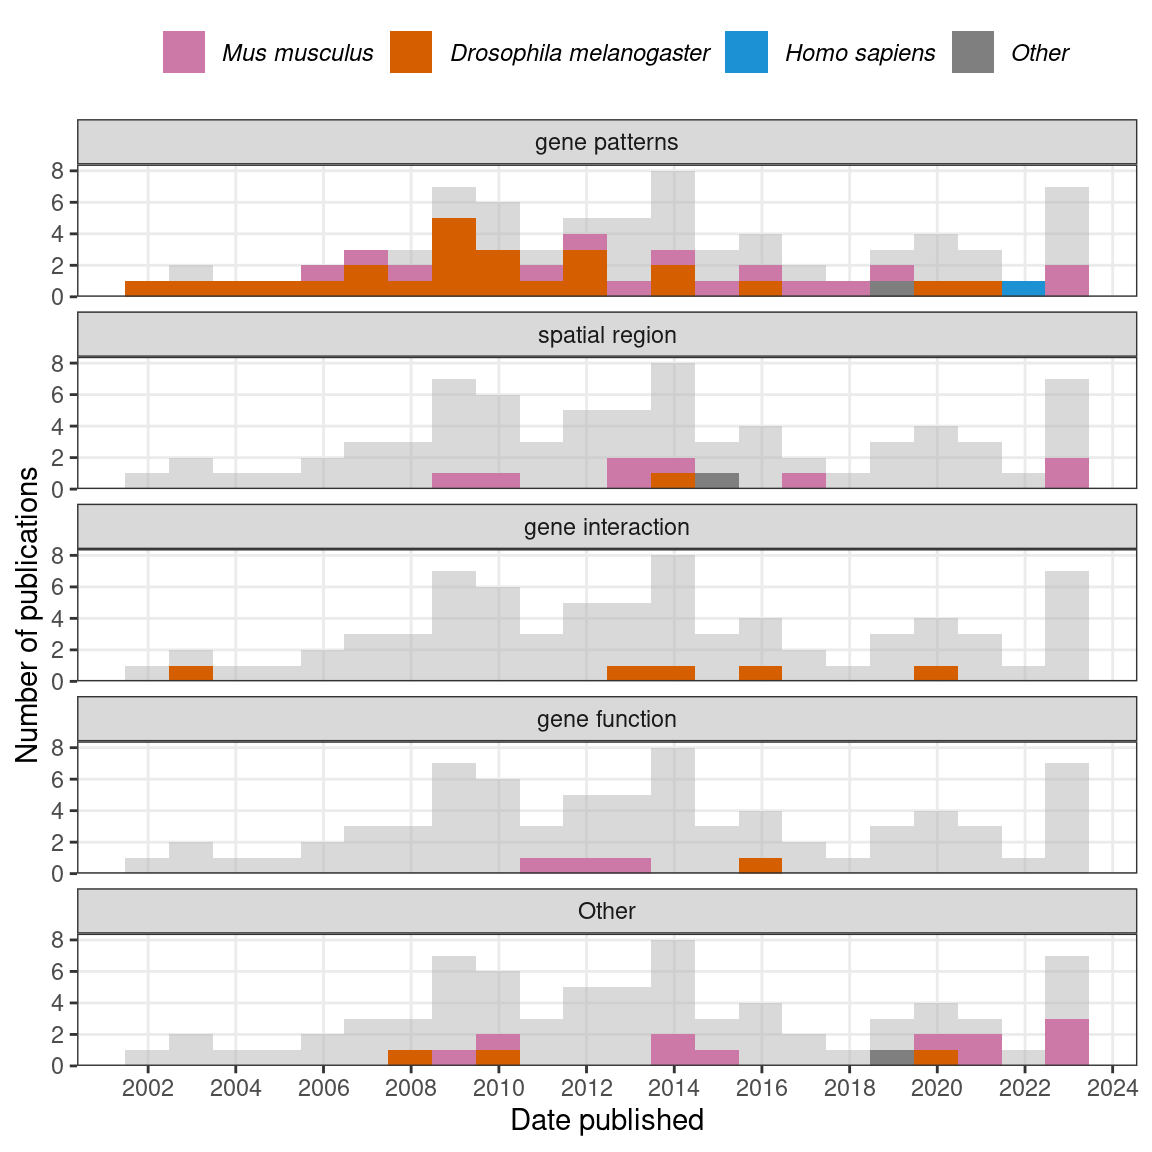 Mus musculus Drosophila melanogaster Homo sapiens Other
gene patterns
8
6
4
2
0
spatial region
8
6
4
2
0
gene interaction
8
6
4
2
0
gene function
8
6
4
2
0
Other
8
6
4
2
0
Number of publications
2002 2004 2006 2008 2010 2012 2014 2016 2018 2020 2022 2024
Date published